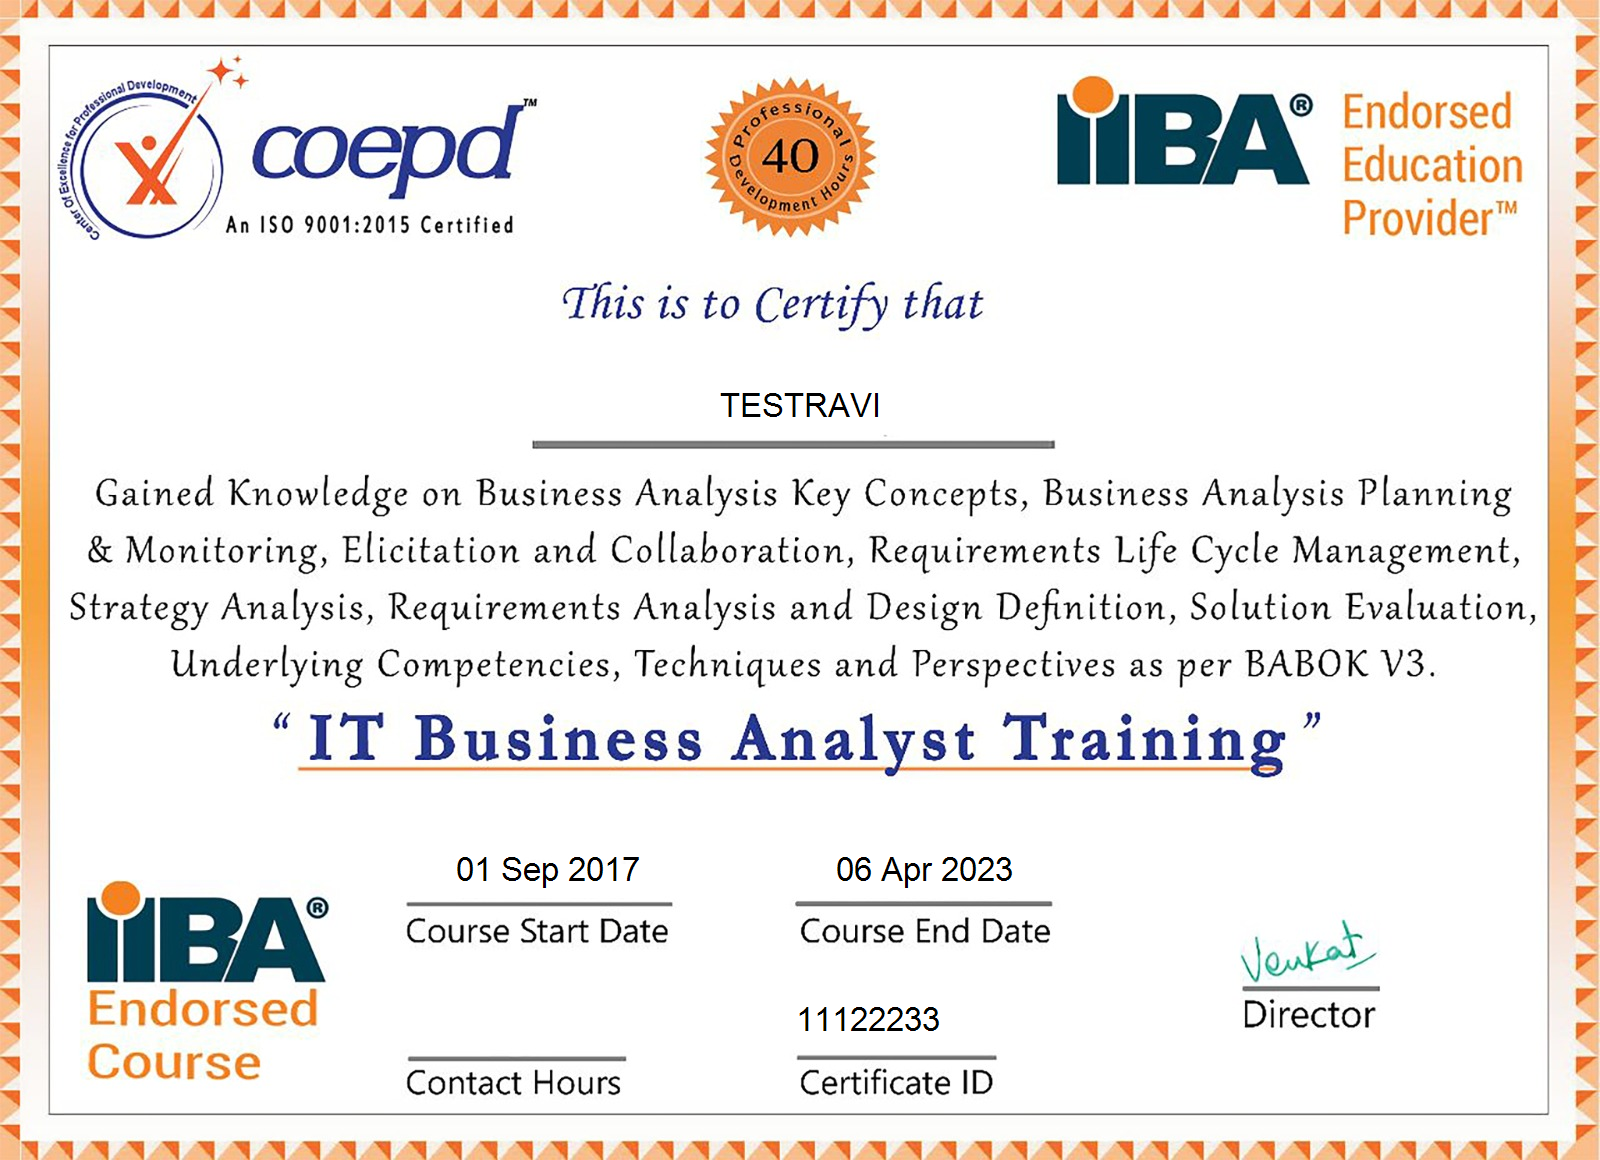 Center Of Excellence for Professional Development
coepd™
An ISO 9001:2015 Certified
Professional
40
Development Hours
IIBA®
Endorsed
Education
Provider™
This is to Certify that
TESTRAVI
Gained Knowledge on Business Analysis Key Concepts, Business Analysis Planning
& Monitoring, Elicitation and Collaboration, Requirements Life Cycle Management,
Strategy Analysis, Requirements Analysis and Design Definition, Solution Evaluation,
Underlying Competencies, Techniques and Perspectives as per BABOK V3.
“ IT Business Analyst Training ”
01 Sep 2017
Course Start Date
06 Apr 2023
Course End Date
IIBA®
Endorsed
Course
Contact Hours
11122233
Certificate ID
Venkat
Director